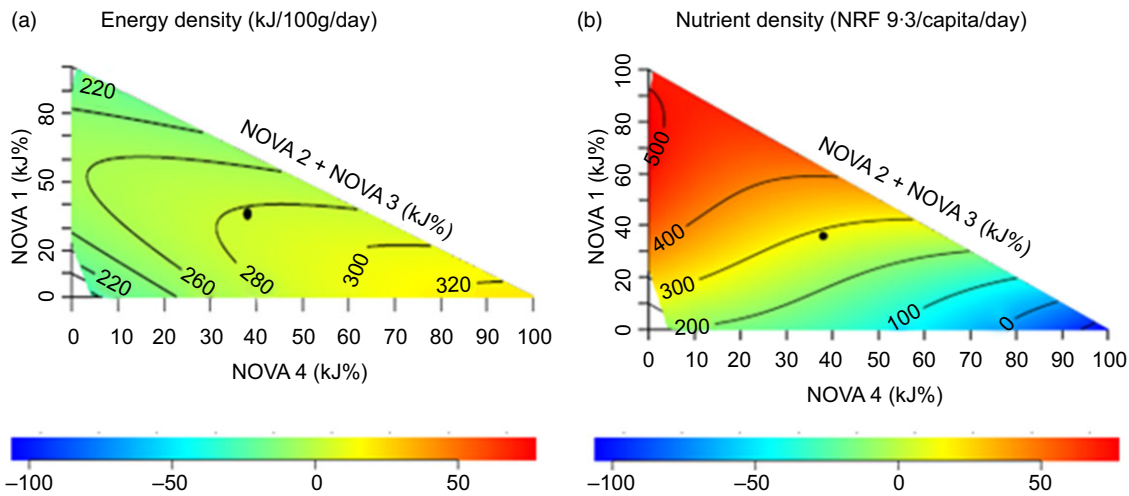 (a) Energy density (kJ/100g/day)
220
NOVA 2 + NOVA 3 (kJ%)
80
50
20
0
NOVA 1 (kJ%)
220
260
280
300
320
0 10 20 30 40 50 60 70 80 90 100
NOVA 4 (kJ%)
–100 –50 0 50
(b) Nutrient density (NRF 9·3/capita/day)
100
80
60
40
20
0
NOVA 1 (kJ%)
NOVA 2 + NOVA 3 (kJ%)
500
400
300
200
100
0
0 10 20 30 40 50 60 70 80 90 100
NOVA 4 (kJ%)
–100 –50 0 50